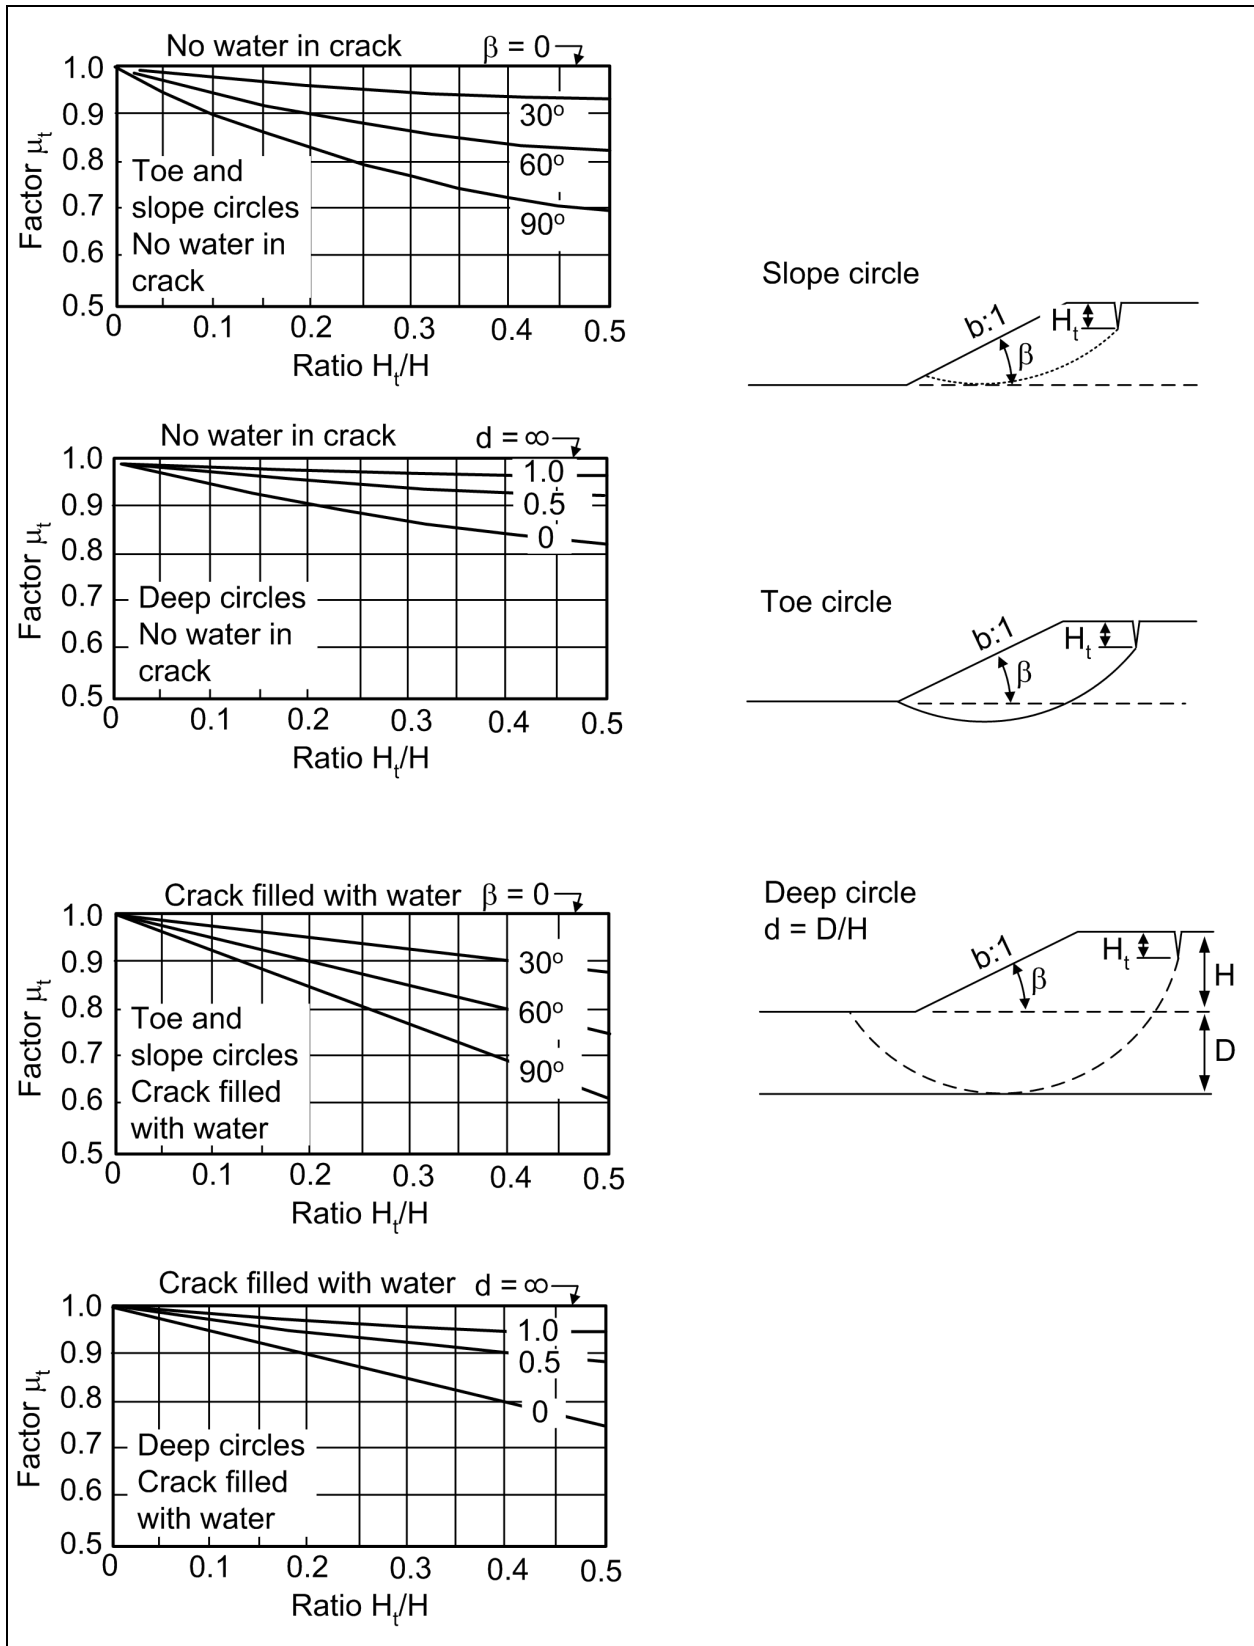 No water in crack
β = 0
1.0
0.9
0.8
0.7
0.6
0.5
Factor μt
30º
60º
90º
Toe and
slope circles
No water in
crack
0 0.1 0.2 0.3 0.4 0.5
Ratio Ht/H
No water in crack
d = ∞
1.0
0.9
0.8
0.7
0.6
0.5
Factor μt
1.0
0.5
0
Deep circles
No water in
crack
0 0.1 0.2 0.3 0.4 0.5
Ratio Ht/H
Crack filled with water
β = 0
1.0
0.9
0.8
0.7
0.6
0.5
Factor μt
30º
60º
90º
Toe and
slope circles
Crack filled
with water
0 0.1 0.2 0.3 0.4 0.5
Ratio Ht/H
Crack filled with water
d = ∞
1.0
0.9
0.8
0.7
0.6
0.5
Factor μt
1.0
0.5
0
Deep circles
Crack filled
with water
0 0.1 0.2 0.3 0.4 0.5
Ratio Ht/H
Slope circle
b:1
Ht
β
Toe circle
b:1
Ht
β
Deep circle
d = D/H
b:1
Ht
H
β
D